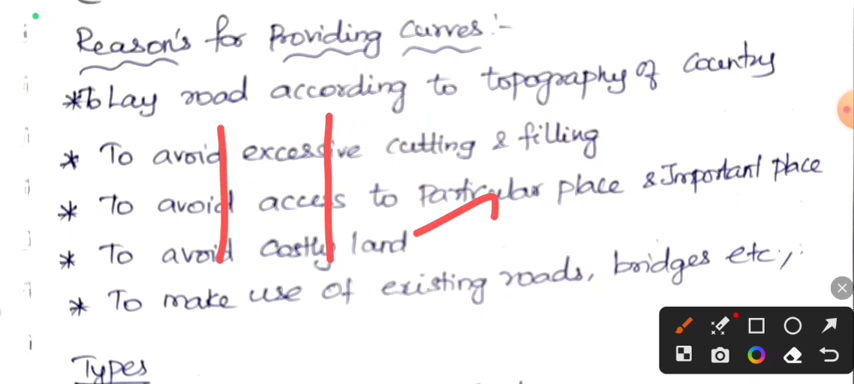 Reason's for Providing Curves:-
* To Lay road according to topography of Country
* To avoid excessive cutting & filling
* To avoid access to Particular place & Important place
* To avoid Costly land
* To make use of existing roads, bridges etc.,
Types